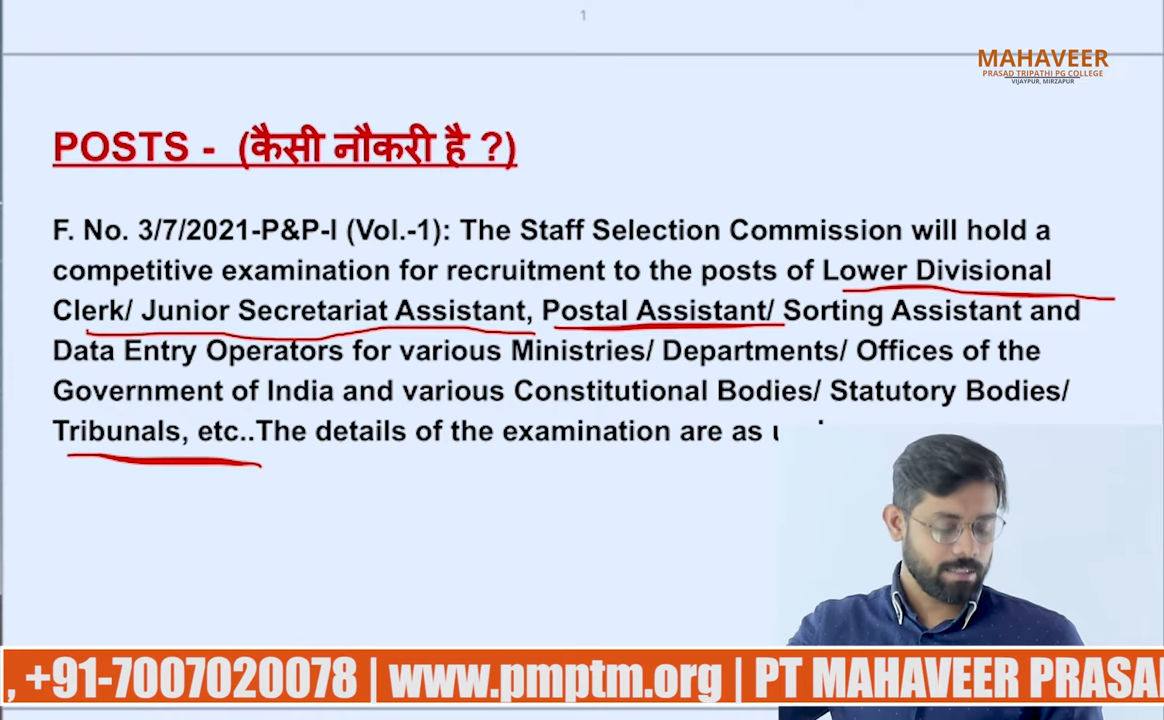 1
MAHAVEER
PRASAD TRIPATHI PG COLLEGE
VIJAYPUR, MIRZAPUR
POSTS - (कैसी नौकरी है ?)
F. No. 3/7/2021-P&P-I (Vol.-1): The Staff Selection Commission will hold a
competitive examination for recruitment to the posts of Lower Divisional
Clerk/ Junior Secretariat Assistant, Postal Assistant/ Sorting Assistant and
Data Entry Operators for various Ministries/ Departments/ Offices of the
Government of India and various Constitutional Bodies/ Statutory Bodies/
Tribunals, etc..The details of the examination are as
, +91-7007020078 | www.pmptm.org | PT MAHAVEER PRASA